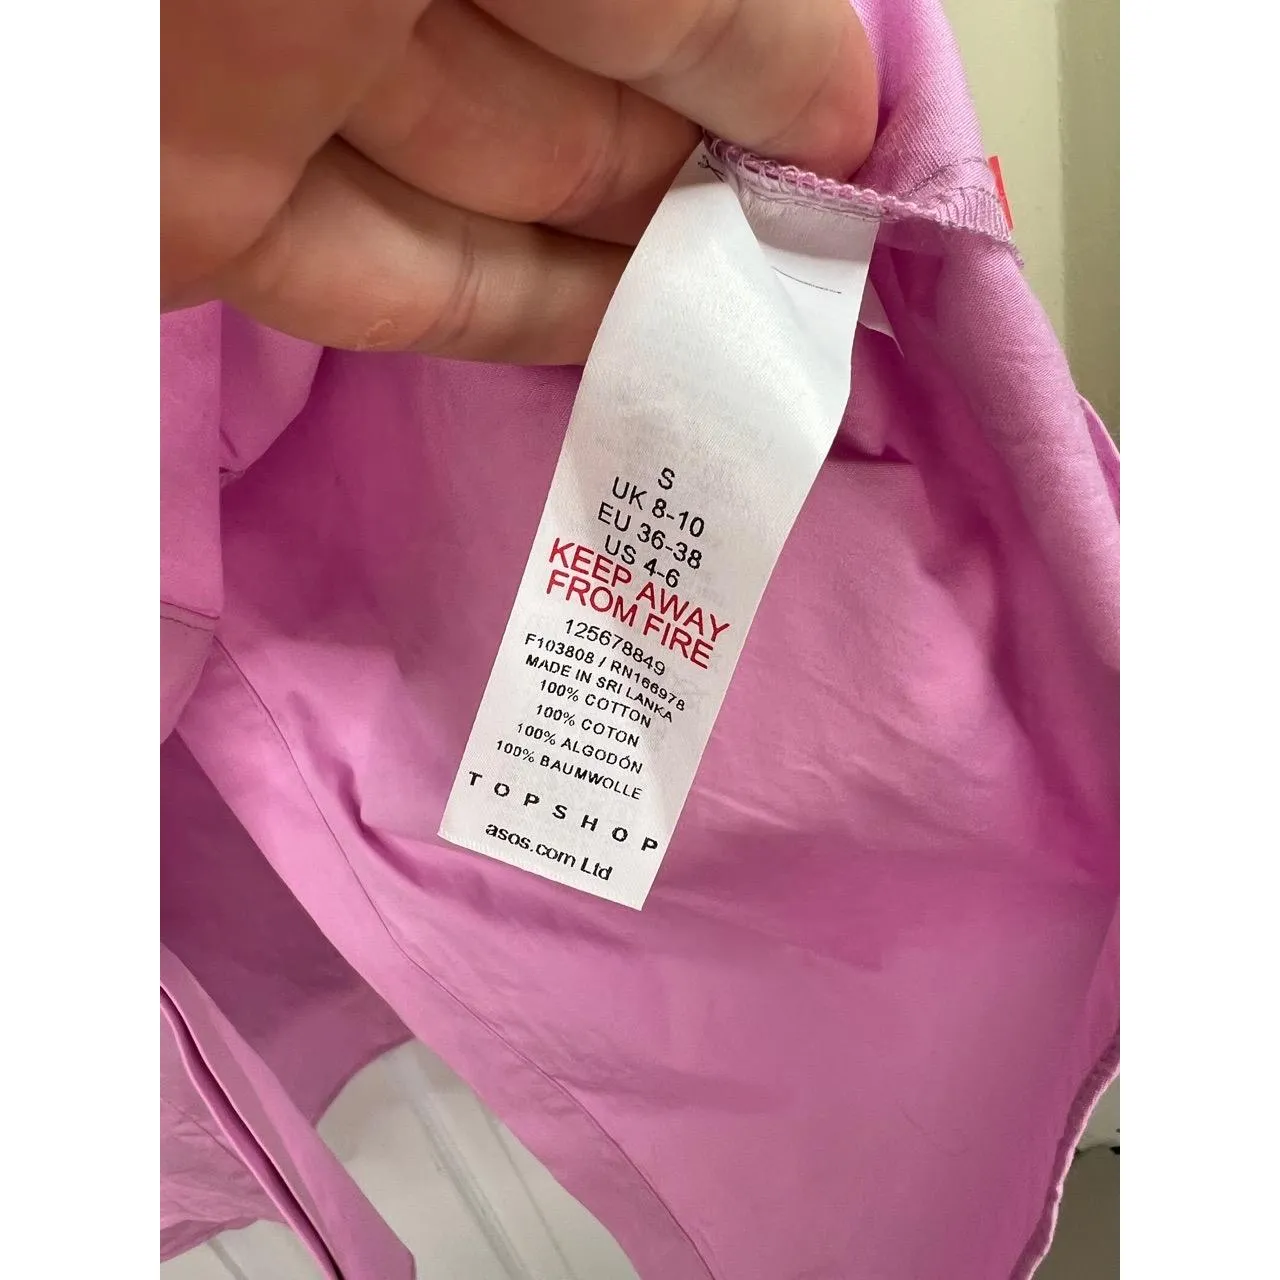 S
UK 8-10
EU 36-38
US 4-6
KEEP AWAY
FROM FIRE
125678849
F103808 / RN166978
MADE IN SRI LANKA
100% COTTON
100% COTON
100% ALGODÓN
100% BAUMWOLLE
TOPSHOP
asos.com Ltd